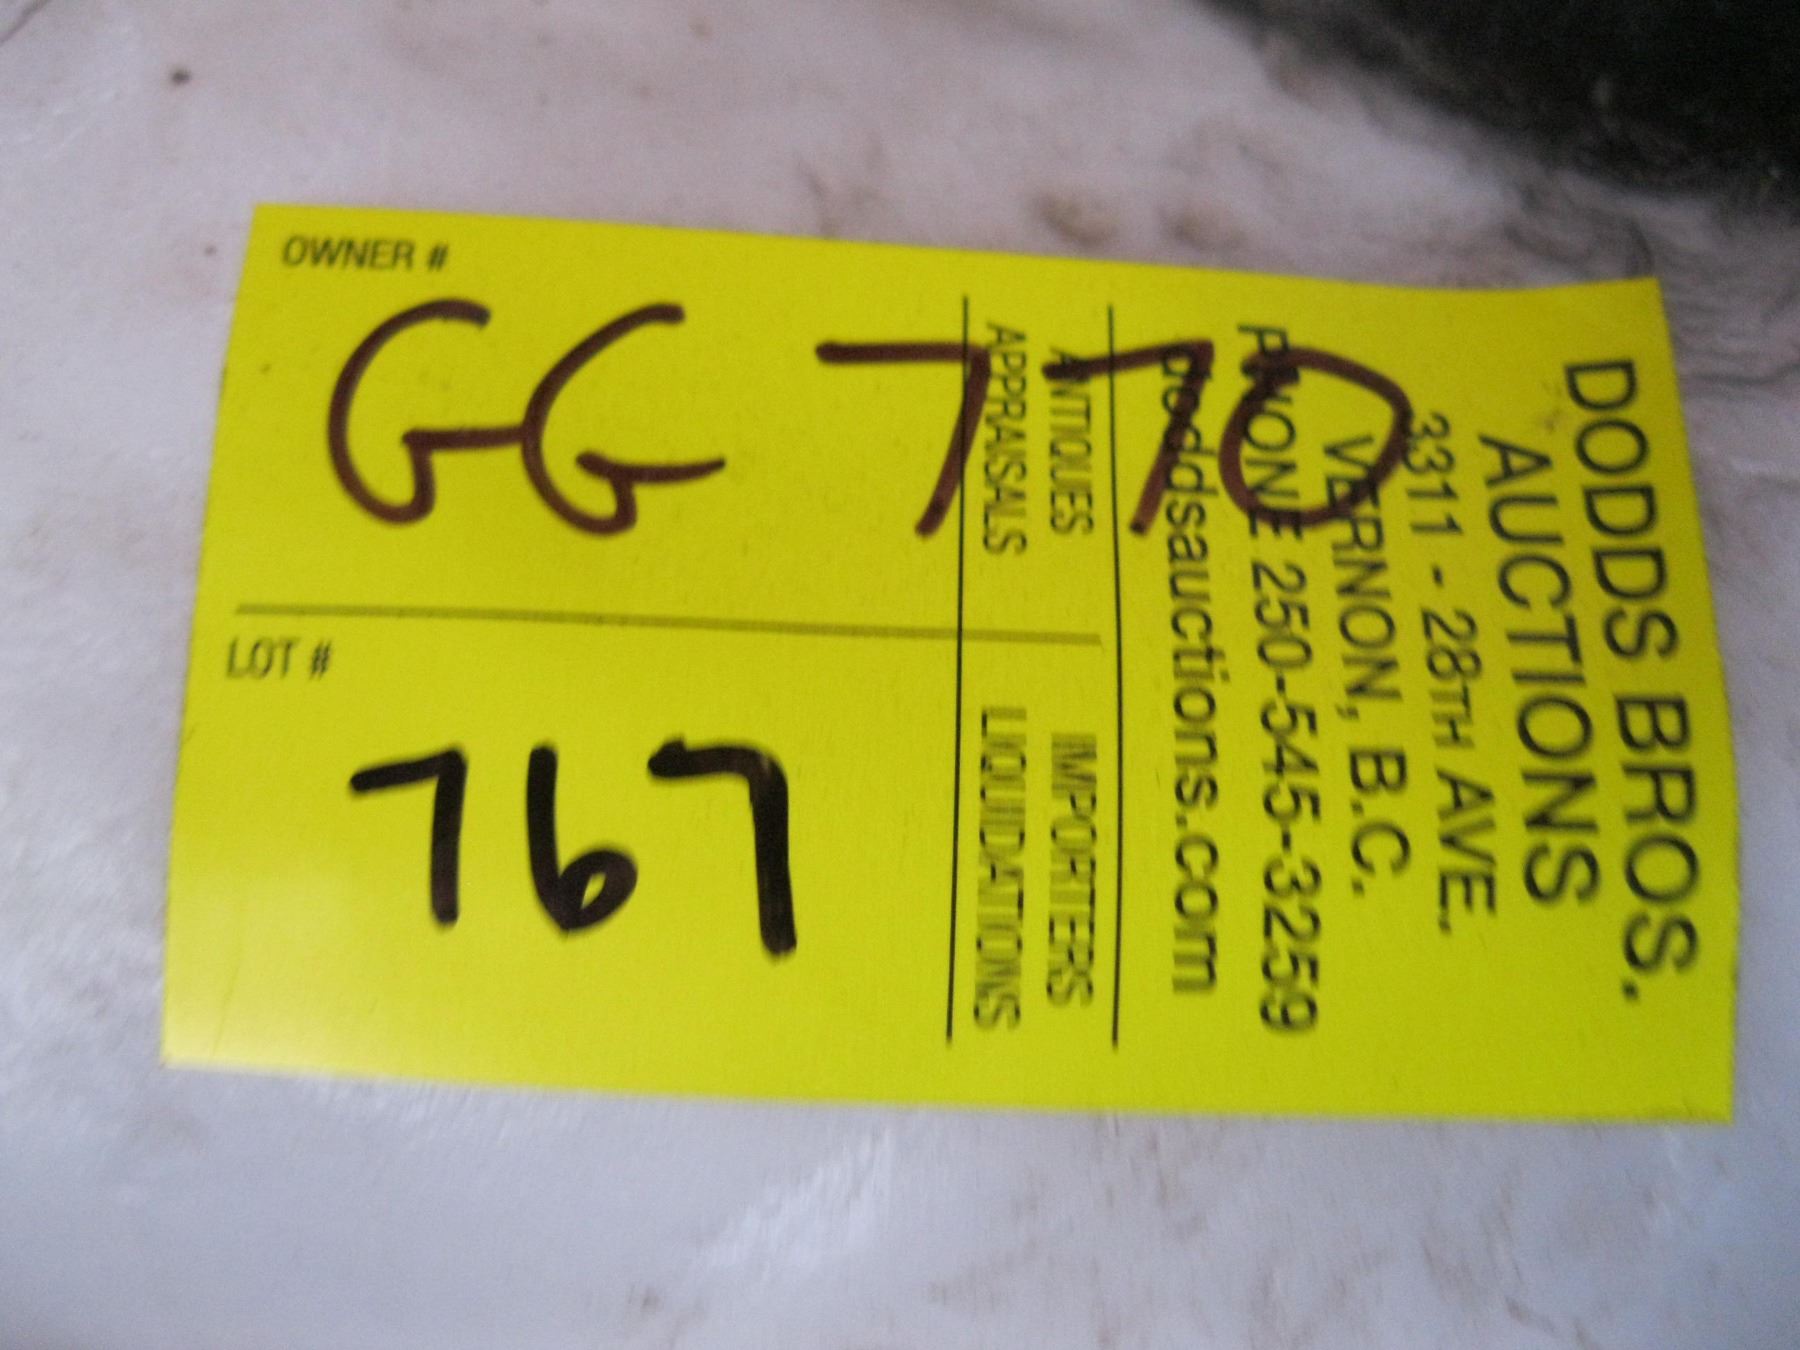 OWNER #
GG 770
LOT #
767
DODDS BROS.
AUCTIONS
3311 - 28TH AVE.
VERNON, B.C.
PHONE 250-545-3259
doddsauctions.com
ANTIQUES IMPORTERS
APPRAISALS LIQUIDATIONS